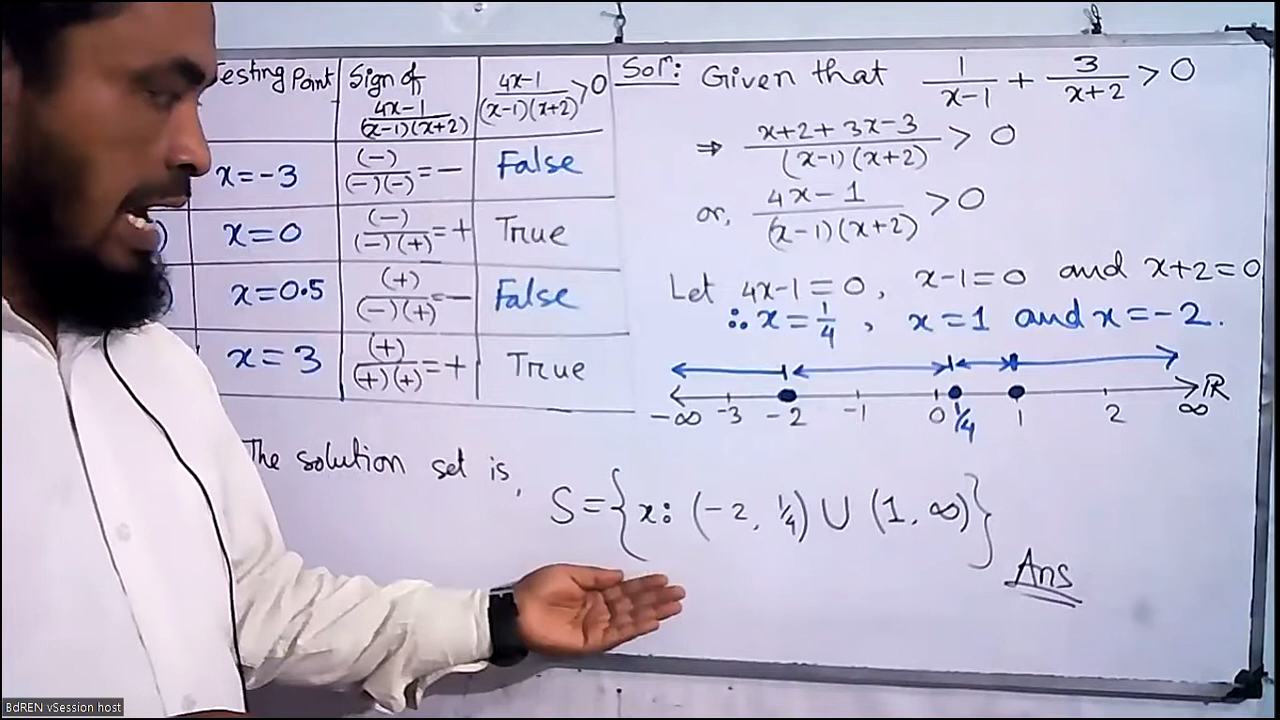 Testing Point | Sign of (4x-1)/((x-1)(x+2)) | (4x-1)/((x-1)(x+2)) > 0
x = -3 | (-)/((-)(-)) = - | False
x = 0 | (-)/((-)(+)) = + | True
x = 0.5 | (+)/((-)(+)) = - | False
x = 3 | (+)/((+)(+)) = + | True
The solution set is,
Sol: Given that 1/(x-1) + 3/(x+2) > 0
⇒ (x+2+3x-3)/((x-1)(x+2)) > 0
or, (4x-1)/((x-1)(x+2)) > 0
Let 4x-1=0, x-1=0 and x+2=0
∴ x = 1/4, x = 1 and x = -2.
-∞ -3 -2 -1 0 1/4 1 2 ∞ ℝ
S = {x: (-2, 1/4) ∪ (1, ∞)}
Ans
BdREN vSession host